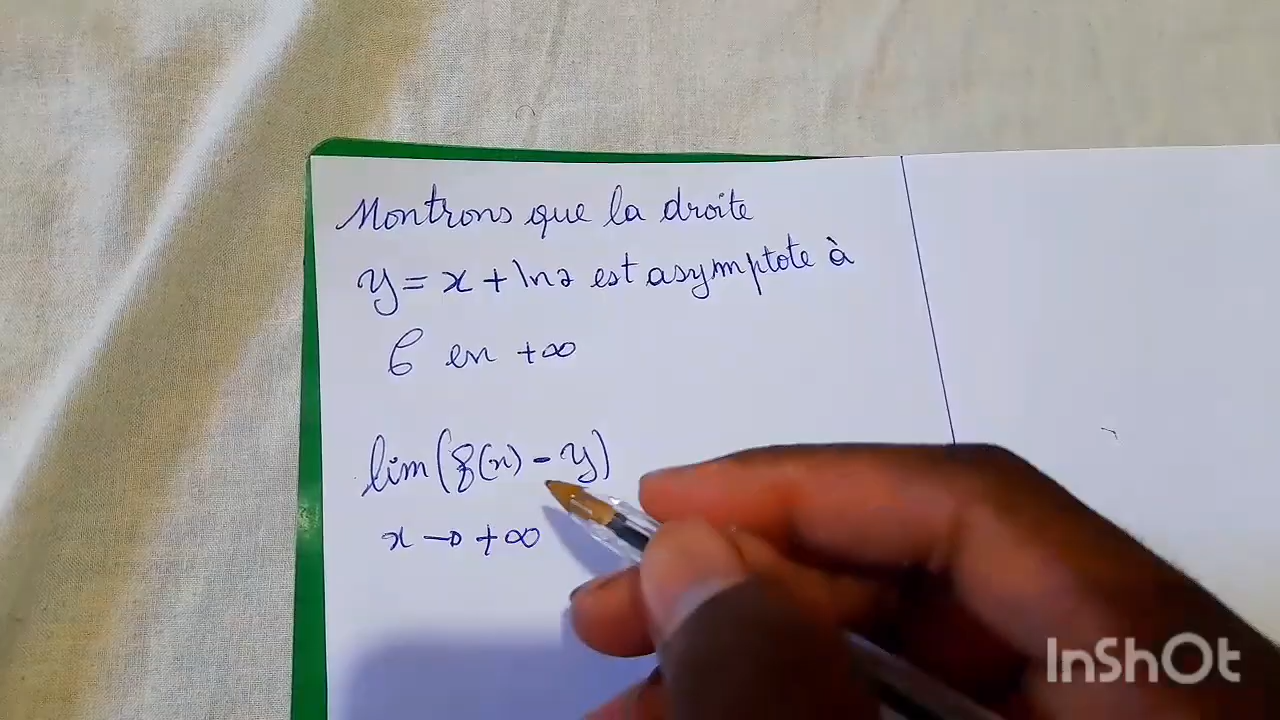 Montrons que la droite
y = x + ln2 est asymptote à
C en +∞
lim (f(x) - y)
x → +∞
InShOt